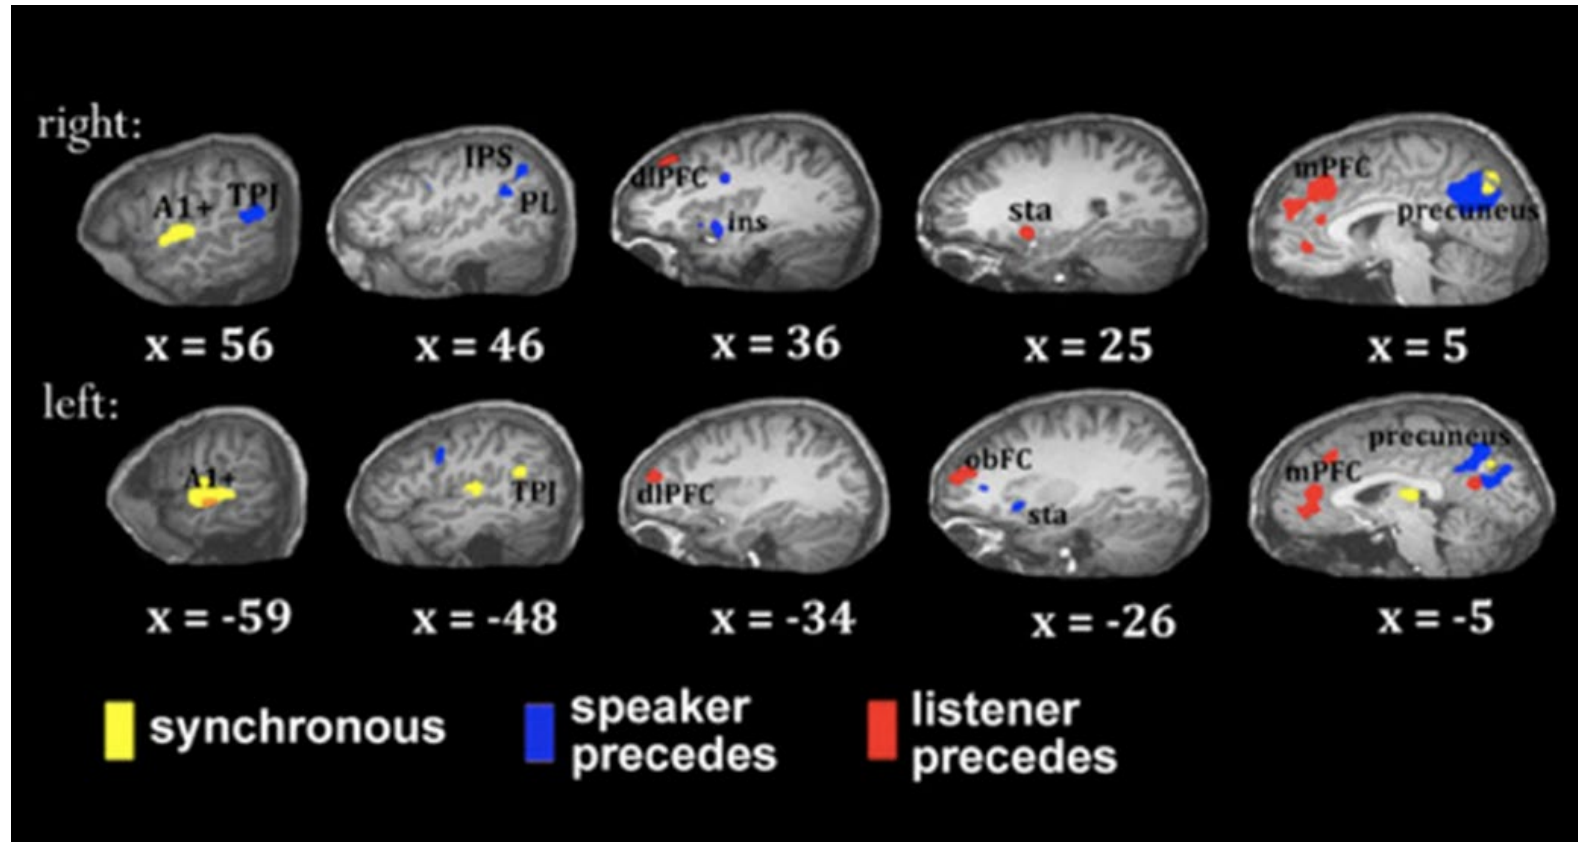 right:
A1+ TPJ
IPS
PL
dlPFC
ins
sta
mPFC
precuneus
x = 56 x = 46 x = 36 x = 25 x = 5
left:
A1+
TPJ
dlPFC
obFC
sta
precuneus
mPFC
x = -59 x = -48 x = -34 x = -26 x = -5
synchronous
speaker
precedes
listener
precedes